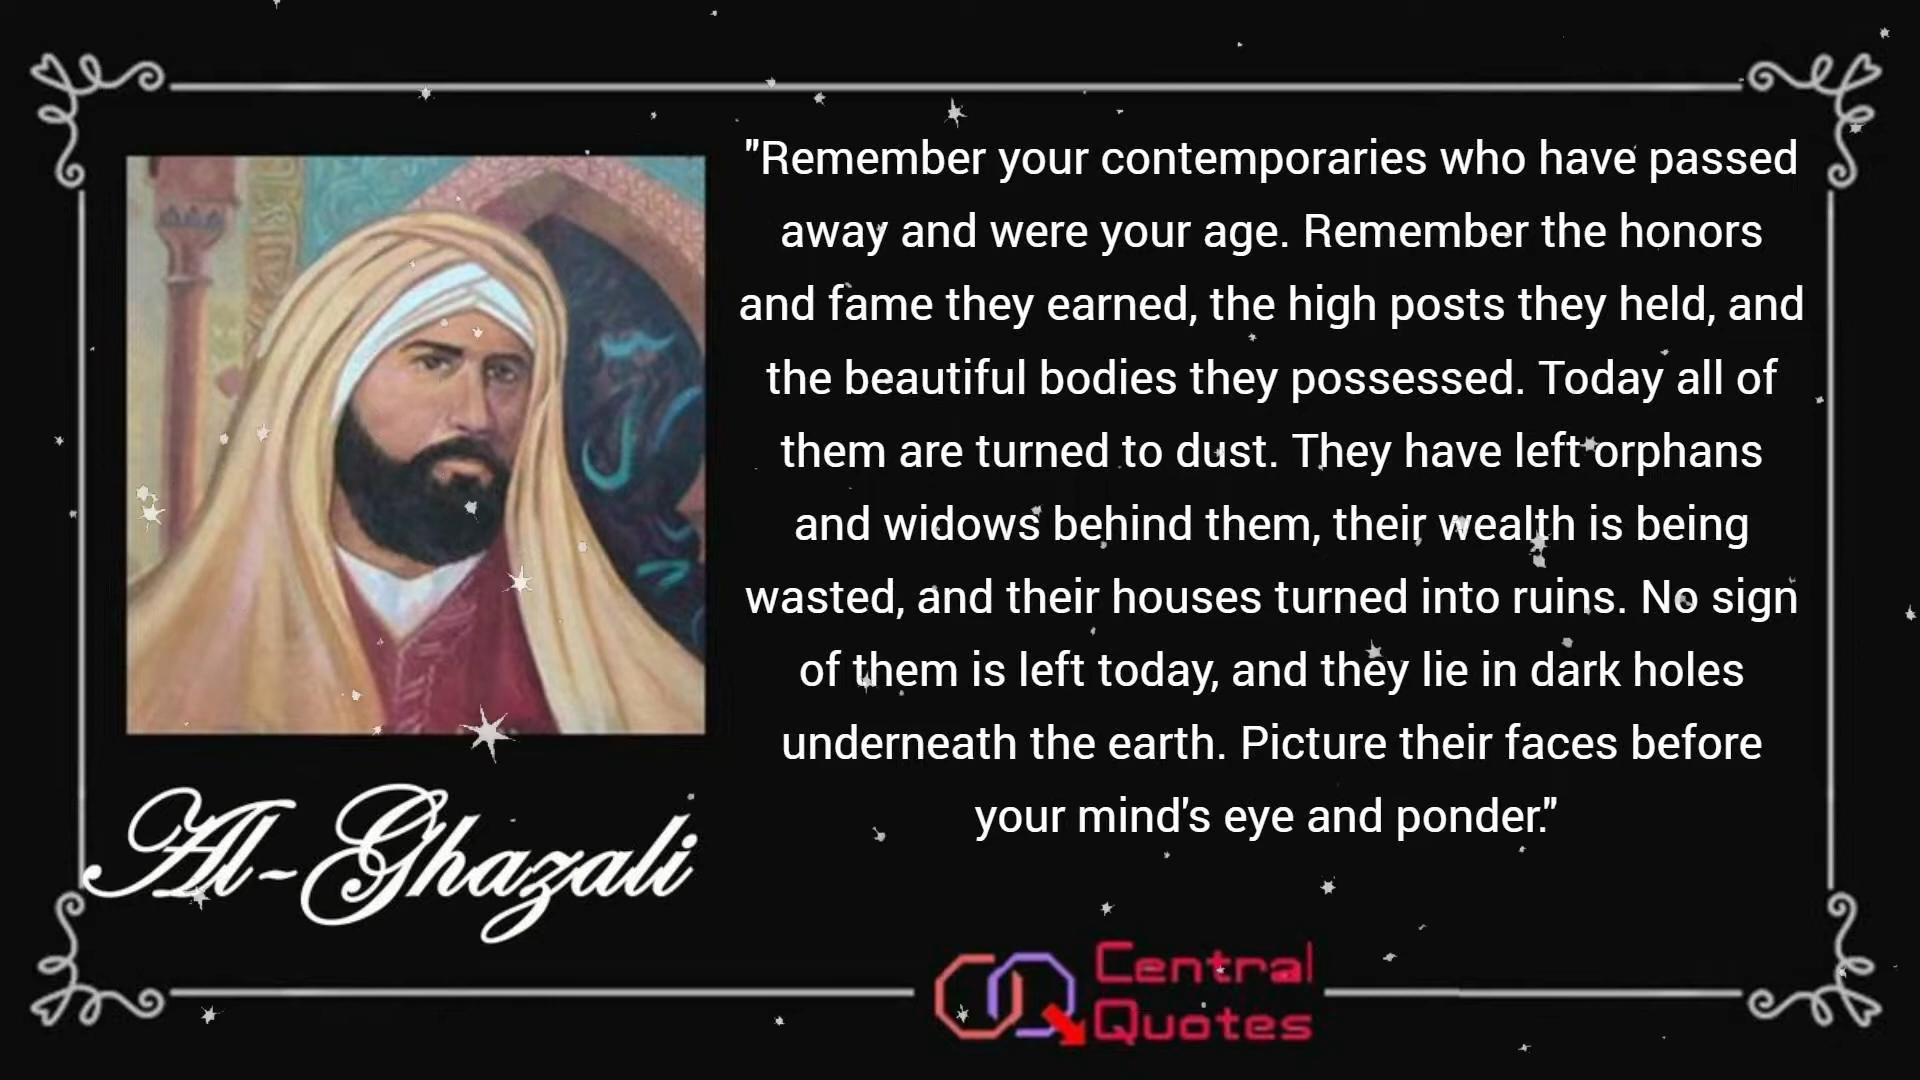 "Remember your contemporaries who have passed
away and were your age. Remember the honors
and fame they earned, the high posts they held, and
the beautiful bodies they possessed. Today all of
them are turned to dust. They have left orphans
and widows behind them, their wealth is being
wasted, and their houses turned into ruins. No sign
of them is left today, and they lie in dark holes
underneath the earth. Picture their faces before
your mind's eye and ponder."
Al-Ghazali
Central
Quotes